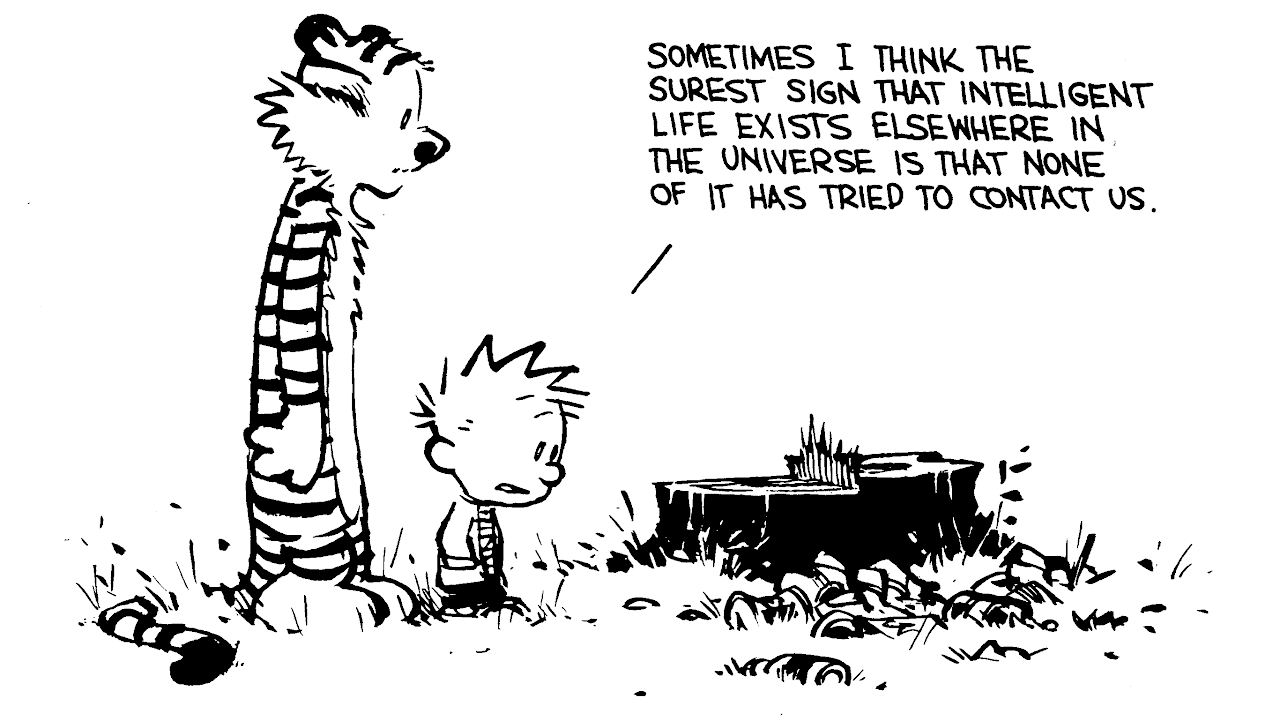 SOMETIMES I THINK THE
SUREST SIGN THAT INTELLIGENT
LIFE EXISTS ELSEWHERE IN
THE UNIVERSE IS THAT NONE
OF IT HAS TRIED TO CONTACT US.